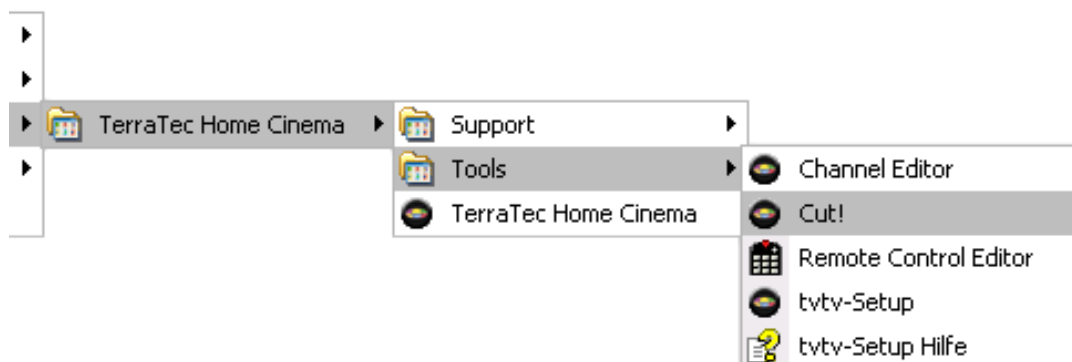 TerraTec Home Cinema
Support
Tools
TerraTec Home Cinema
Channel Editor
Cut!
Remote Control Editor
tvtv-Setup
tvtv-Setup Hilfe